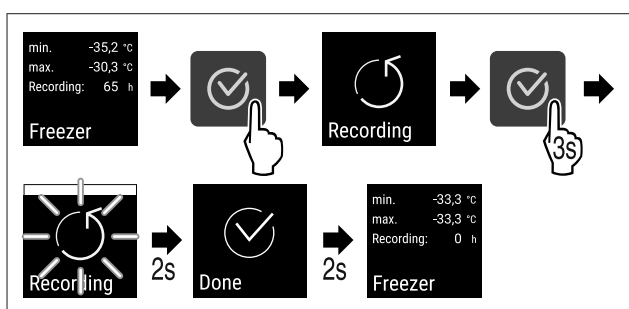 min. -35,2 °C
max. -30,3 °C
Recording: 65 h
Freezer
Recording
3s
Recording
2s
Done
2s
min. -33,3 °C
max. -33,3 °C
Recording: 0 h
Freezer